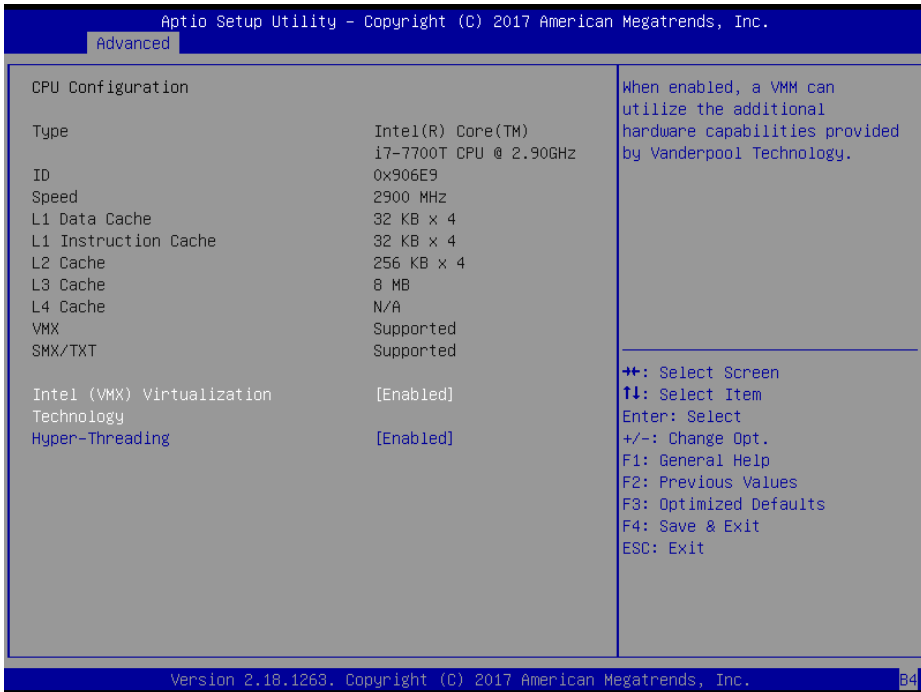 Aptio Setup Utility – Copyright (C) 2017 American Megatrends, Inc.
Advanced
CPU Configuration
Type Intel(R) Core(TM)
i7-7700T CPU @ 2.90GHz
ID 0x906E9
Speed 2900 MHz
L1 Data Cache 32 KB x 4
L1 Instruction Cache 32 KB x 4
L2 Cache 256 KB x 4
L3 Cache 8 MB
L4 Cache N/A
VMX Supported
SMX/TXT Supported
Intel (VMX) Virtualization [Enabled]
Technology
Hyper-Threading [Enabled]
When enabled, a VMM can
utilize the additional
hardware capabilities provided
by Vanderpool Technology.
→←: Select Screen
↑↓: Select Item
Enter: Select
+/-: Change Opt.
F1: General Help
F2: Previous Values
F3: Optimized Defaults
F4: Save & Exit
ESC: Exit
Version 2.18.1263. Copyright (C) 2017 American Megatrends, Inc.
B4